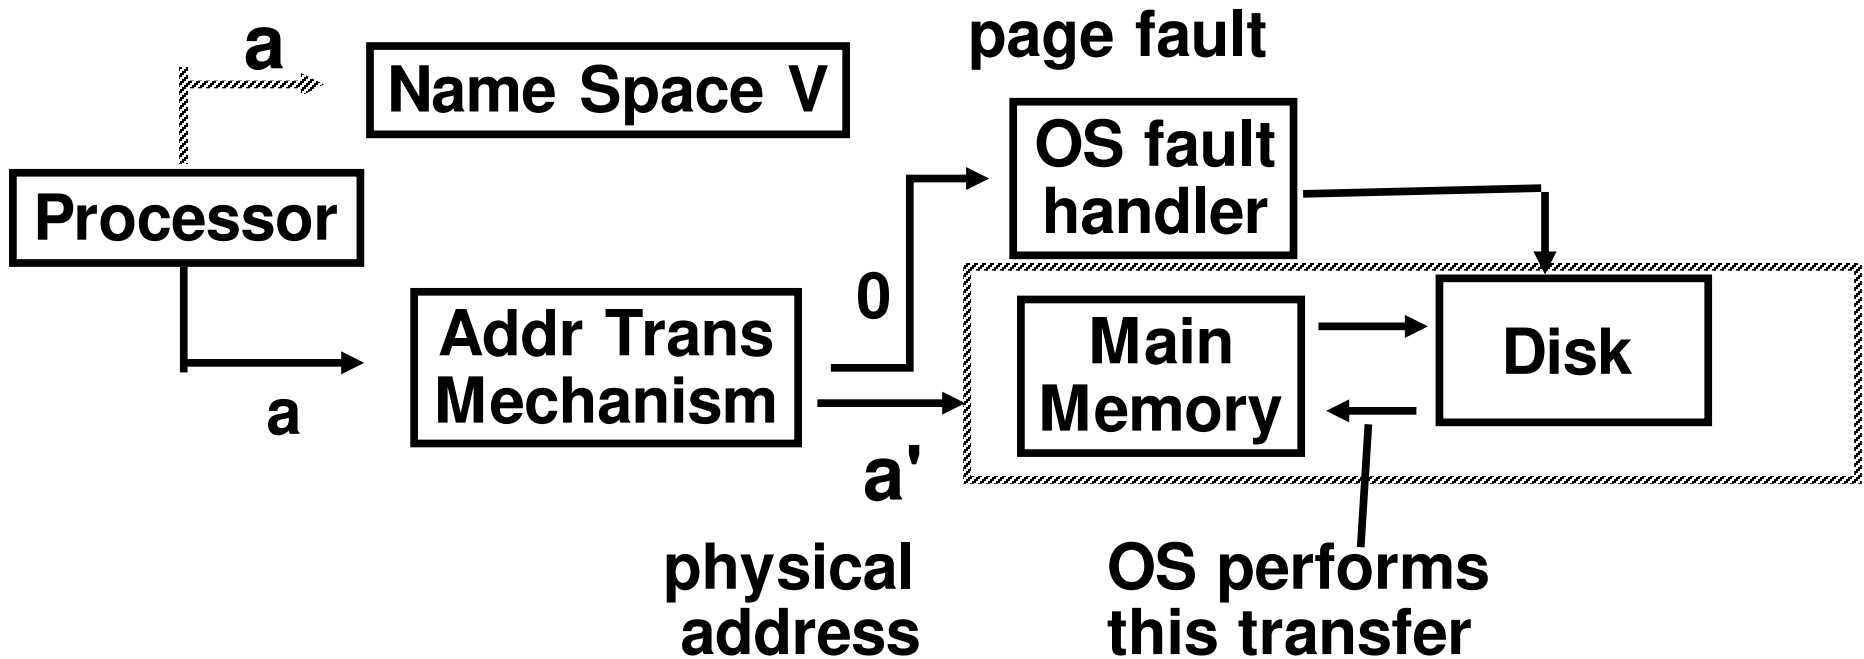 a
Name Space V
page fault
OS fault
handler
Processor
0
Addr Trans
Mechanism
a
a'
Main
Memory
Disk
physical
address
OS performs
this transfer